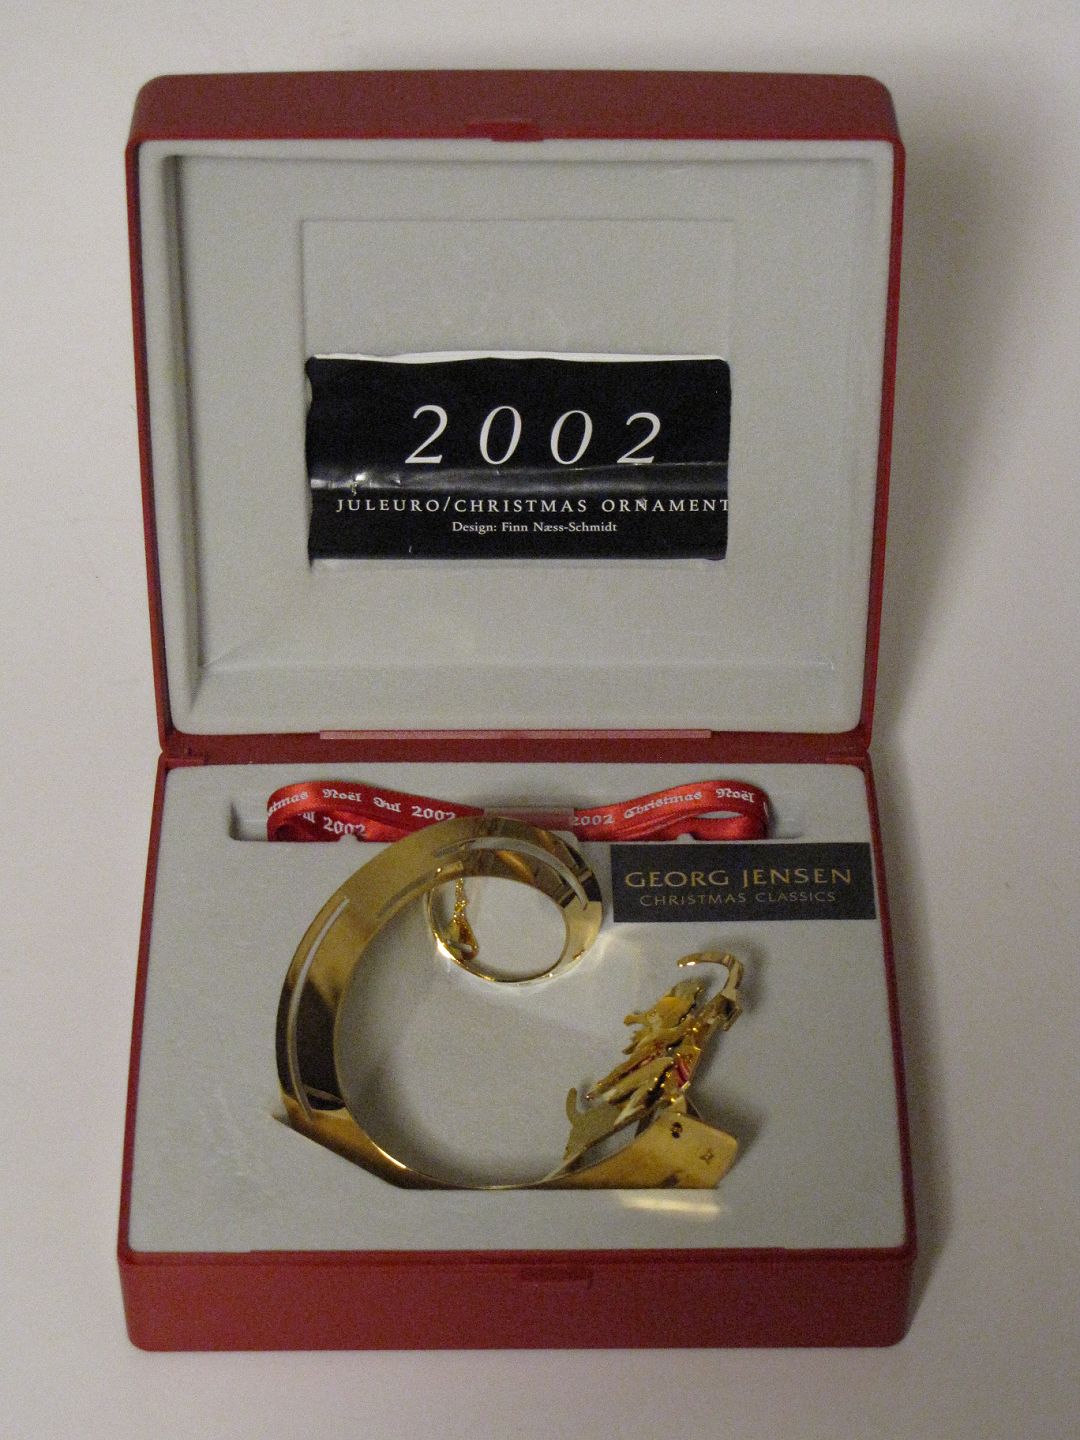 2002
JULEURO/CHRISTMAS ORNAMENT
Design: Finn Næss-Schmidt
Noël Jul 2002
2002 Christmas Noël
2002
GEORG JENSEN
CHRISTMAS CLASSICS